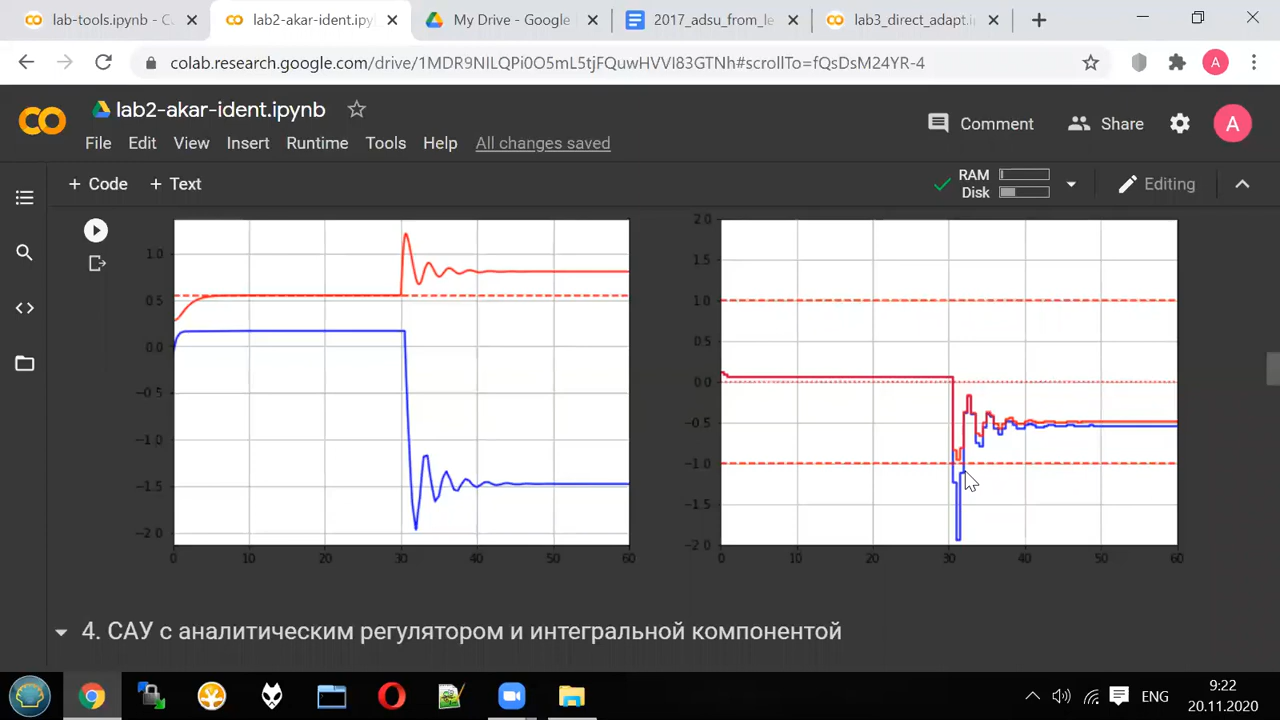 lab-tools.ipynb - C
lab2-akar-ident.ipy
My Drive - Google
2017_adsu_from_le
lab3_direct_adapt.i
colab.research.google.com/drive/1MDR9NILQPi0O5mL5tjFQuwHVVI83GTNh#scrollTo=fQsDsM24YR-4
A
CO
lab2-akar-ident.ipynb
Comment
Share
A
File Edit View Insert Runtime Tools Help All changes saved
+ Code + Text
RAM
Disk
Editing
1.0
0.5
0.0
-0.5
-1.0
-1.5
-2.0
0 10 20 30 40 50 60
2.0
1.5
1.0
0.5
0.0
-0.5
-1.0
-1.5
-2.0
0 10 20 30 40 50 60
4. САУ с аналитическим регулятором и интегральной компонентой
ENG
9:22
20.11.2020